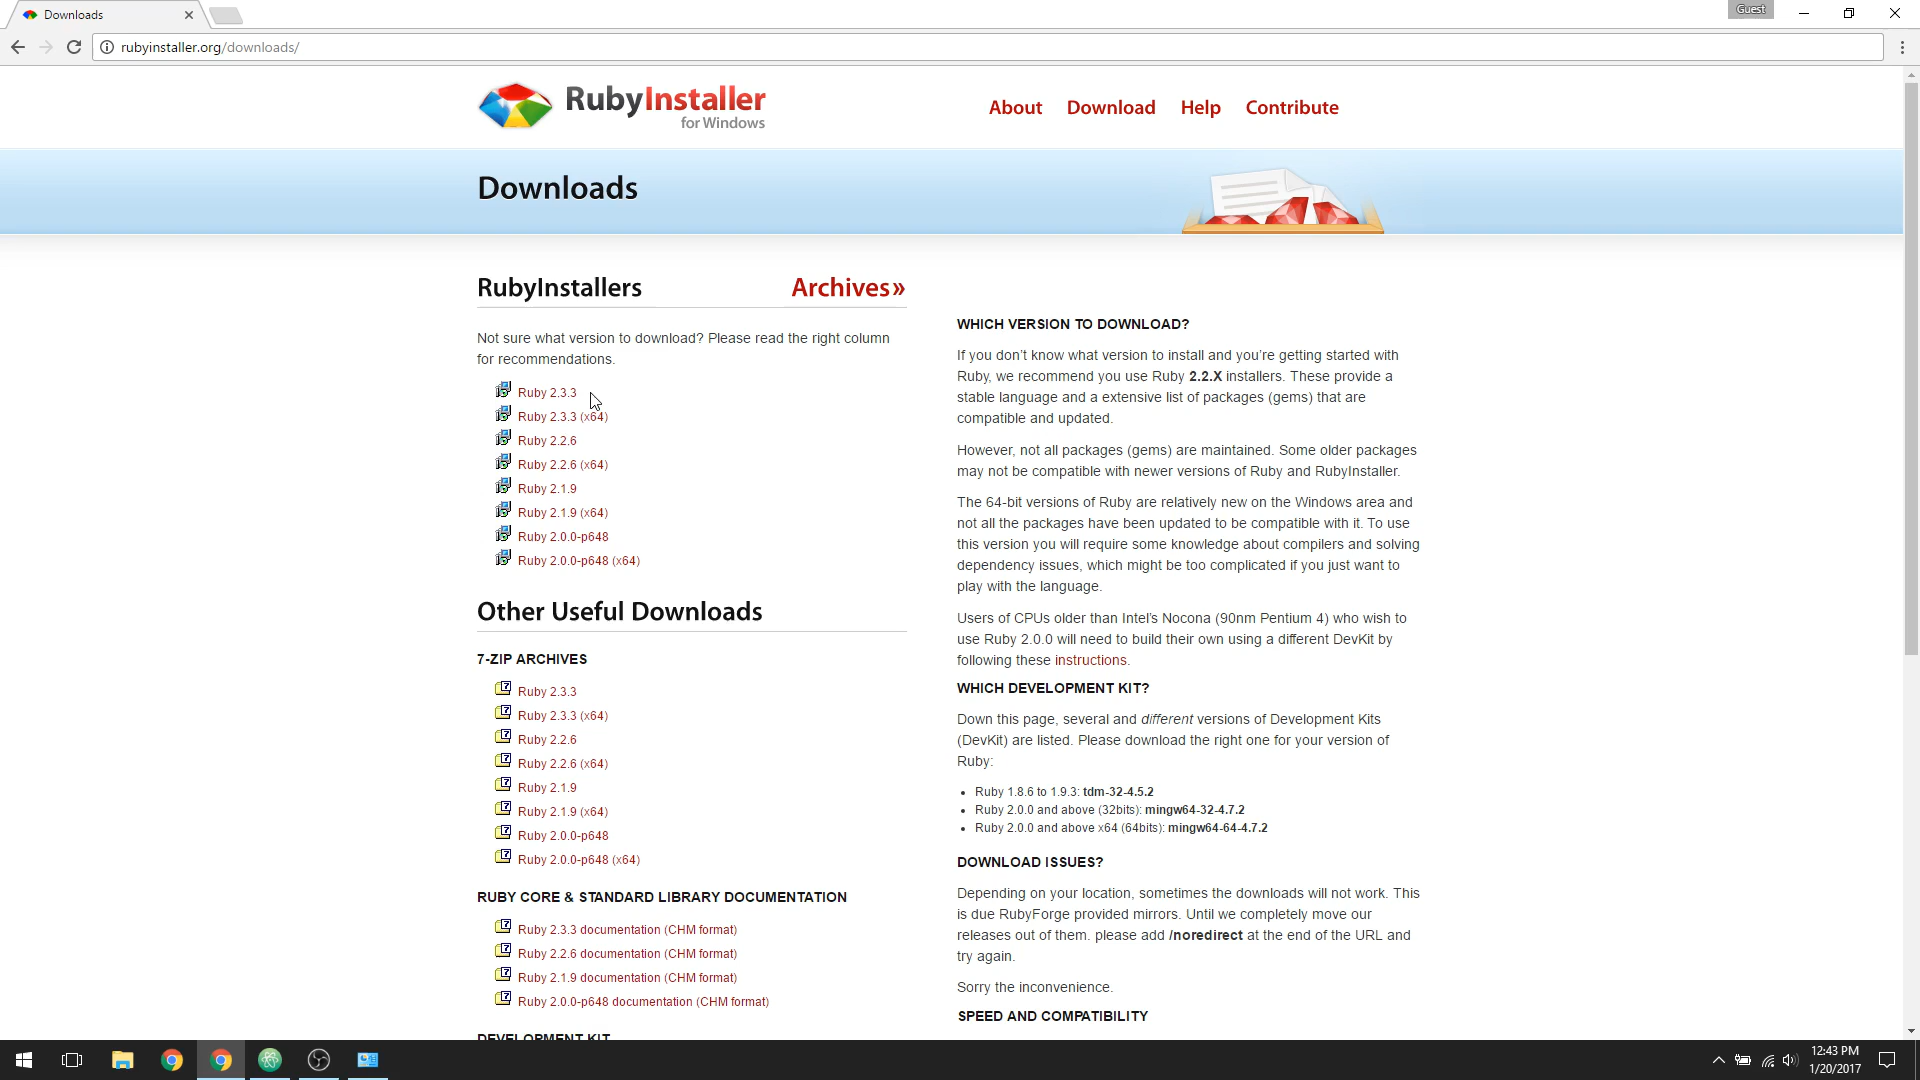 Downloads
Guest
rubyinstaller.org/downloads/
RubyInstaller
for Windows
About Download Help Contribute
Downloads
RubyInstallers Archives»
Not sure what version to download? Please read the right column
for recommendations.
Ruby 2.3.3
Ruby 2.3.3 (x64)
Ruby 2.2.6
Ruby 2.2.6 (x64)
Ruby 2.1.9
Ruby 2.1.9 (x64)
Ruby 2.0.0-p648
Ruby 2.0.0-p648 (x64)
Other Useful Downloads
7-ZIP ARCHIVES
Ruby 2.3.3
Ruby 2.3.3 (x64)
Ruby 2.2.6
Ruby 2.2.6 (x64)
Ruby 2.1.9
Ruby 2.1.9 (x64)
Ruby 2.0.0-p648
Ruby 2.0.0-p648 (x64)
RUBY CORE & STANDARD LIBRARY DOCUMENTATION
Ruby 2.3.3 documentation (CHM format)
Ruby 2.2.6 documentation (CHM format)
Ruby 2.1.9 documentation (CHM format)
Ruby 2.0.0-p648 documentation (CHM format)
DEVELOPMENT KIT
WHICH VERSION TO DOWNLOAD?
If you don’t know what version to install and you’re getting started with
Ruby, we recommend you use Ruby 2.2.X installers. These provide a
stable language and a extensive list of packages (gems) that are
compatible and updated.
However, not all packages (gems) are maintained. Some older packages
may not be compatible with newer versions of Ruby and RubyInstaller.
The 64-bit versions of Ruby are relatively new on the Windows area and
not all the packages have been updated to be compatible with it. To use
this version you will require some knowledge about compilers and solving
dependency issues, which might be too complicated if you just want to
play with the language.
Users of CPUs older than Intel’s Nocona (90nm Pentium 4) who wish to
use Ruby 2.0.0 will need to build their own using a different DevKit by
following these instructions.
WHICH DEVELOPMENT KIT?
Down this page, several and different versions of Development Kits
(DevKit) are listed. Please download the right one for your version of
Ruby:
• Ruby 1.8.6 to 1.9.3: tdm-32-4.5.2
• Ruby 2.0.0 and above (32bits): mingw64-32-4.7.2
• Ruby 2.0.0 and above x64 (64bits): mingw64-64-4.7.2
DOWNLOAD ISSUES?
Depending on your location, sometimes the downloads will not work. This
is due RubyForge provided mirrors. Until we completely move our
releases out of them. please add /noredirect at the end of the URL and
try again.
Sorry the inconvenience.
SPEED AND COMPATIBILITY
12:43 PM
1/20/2017